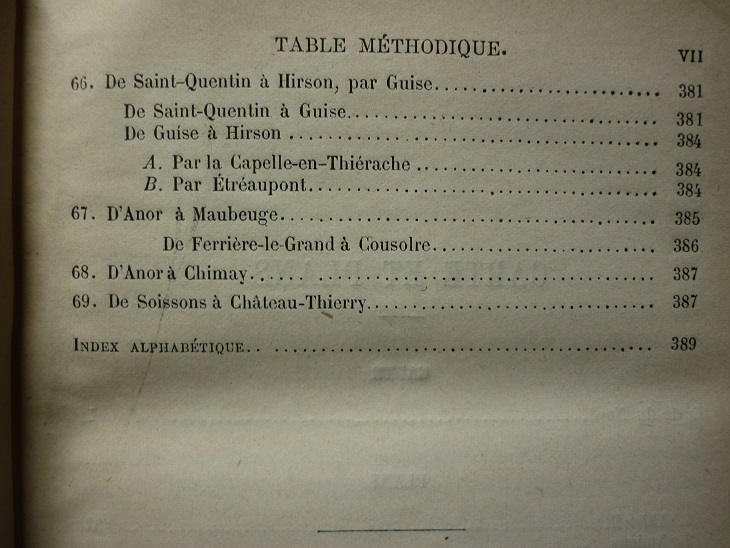 TABLE MÉTHODIQUE. VII
66. De Saint-Quentin à Hirson, par Guise.......................... 381
De Saint-Quentin à Guise.................................. 381
De Guise à Hirson ........................................ 384
A. Par la Capelle-en-Thiérache ........................... 384
B. Par Étréaupont......................................... 384
67. D'Anor à Maubeuge......................................... 385
De Ferrière-le-Grand à Cousolre.......................... 386
68. D'Anor à Chimay........................................... 387
69. De Soissons à Château-Thierry............................. 387
INDEX ALPHABÉTIQUE.. ......................................... 389